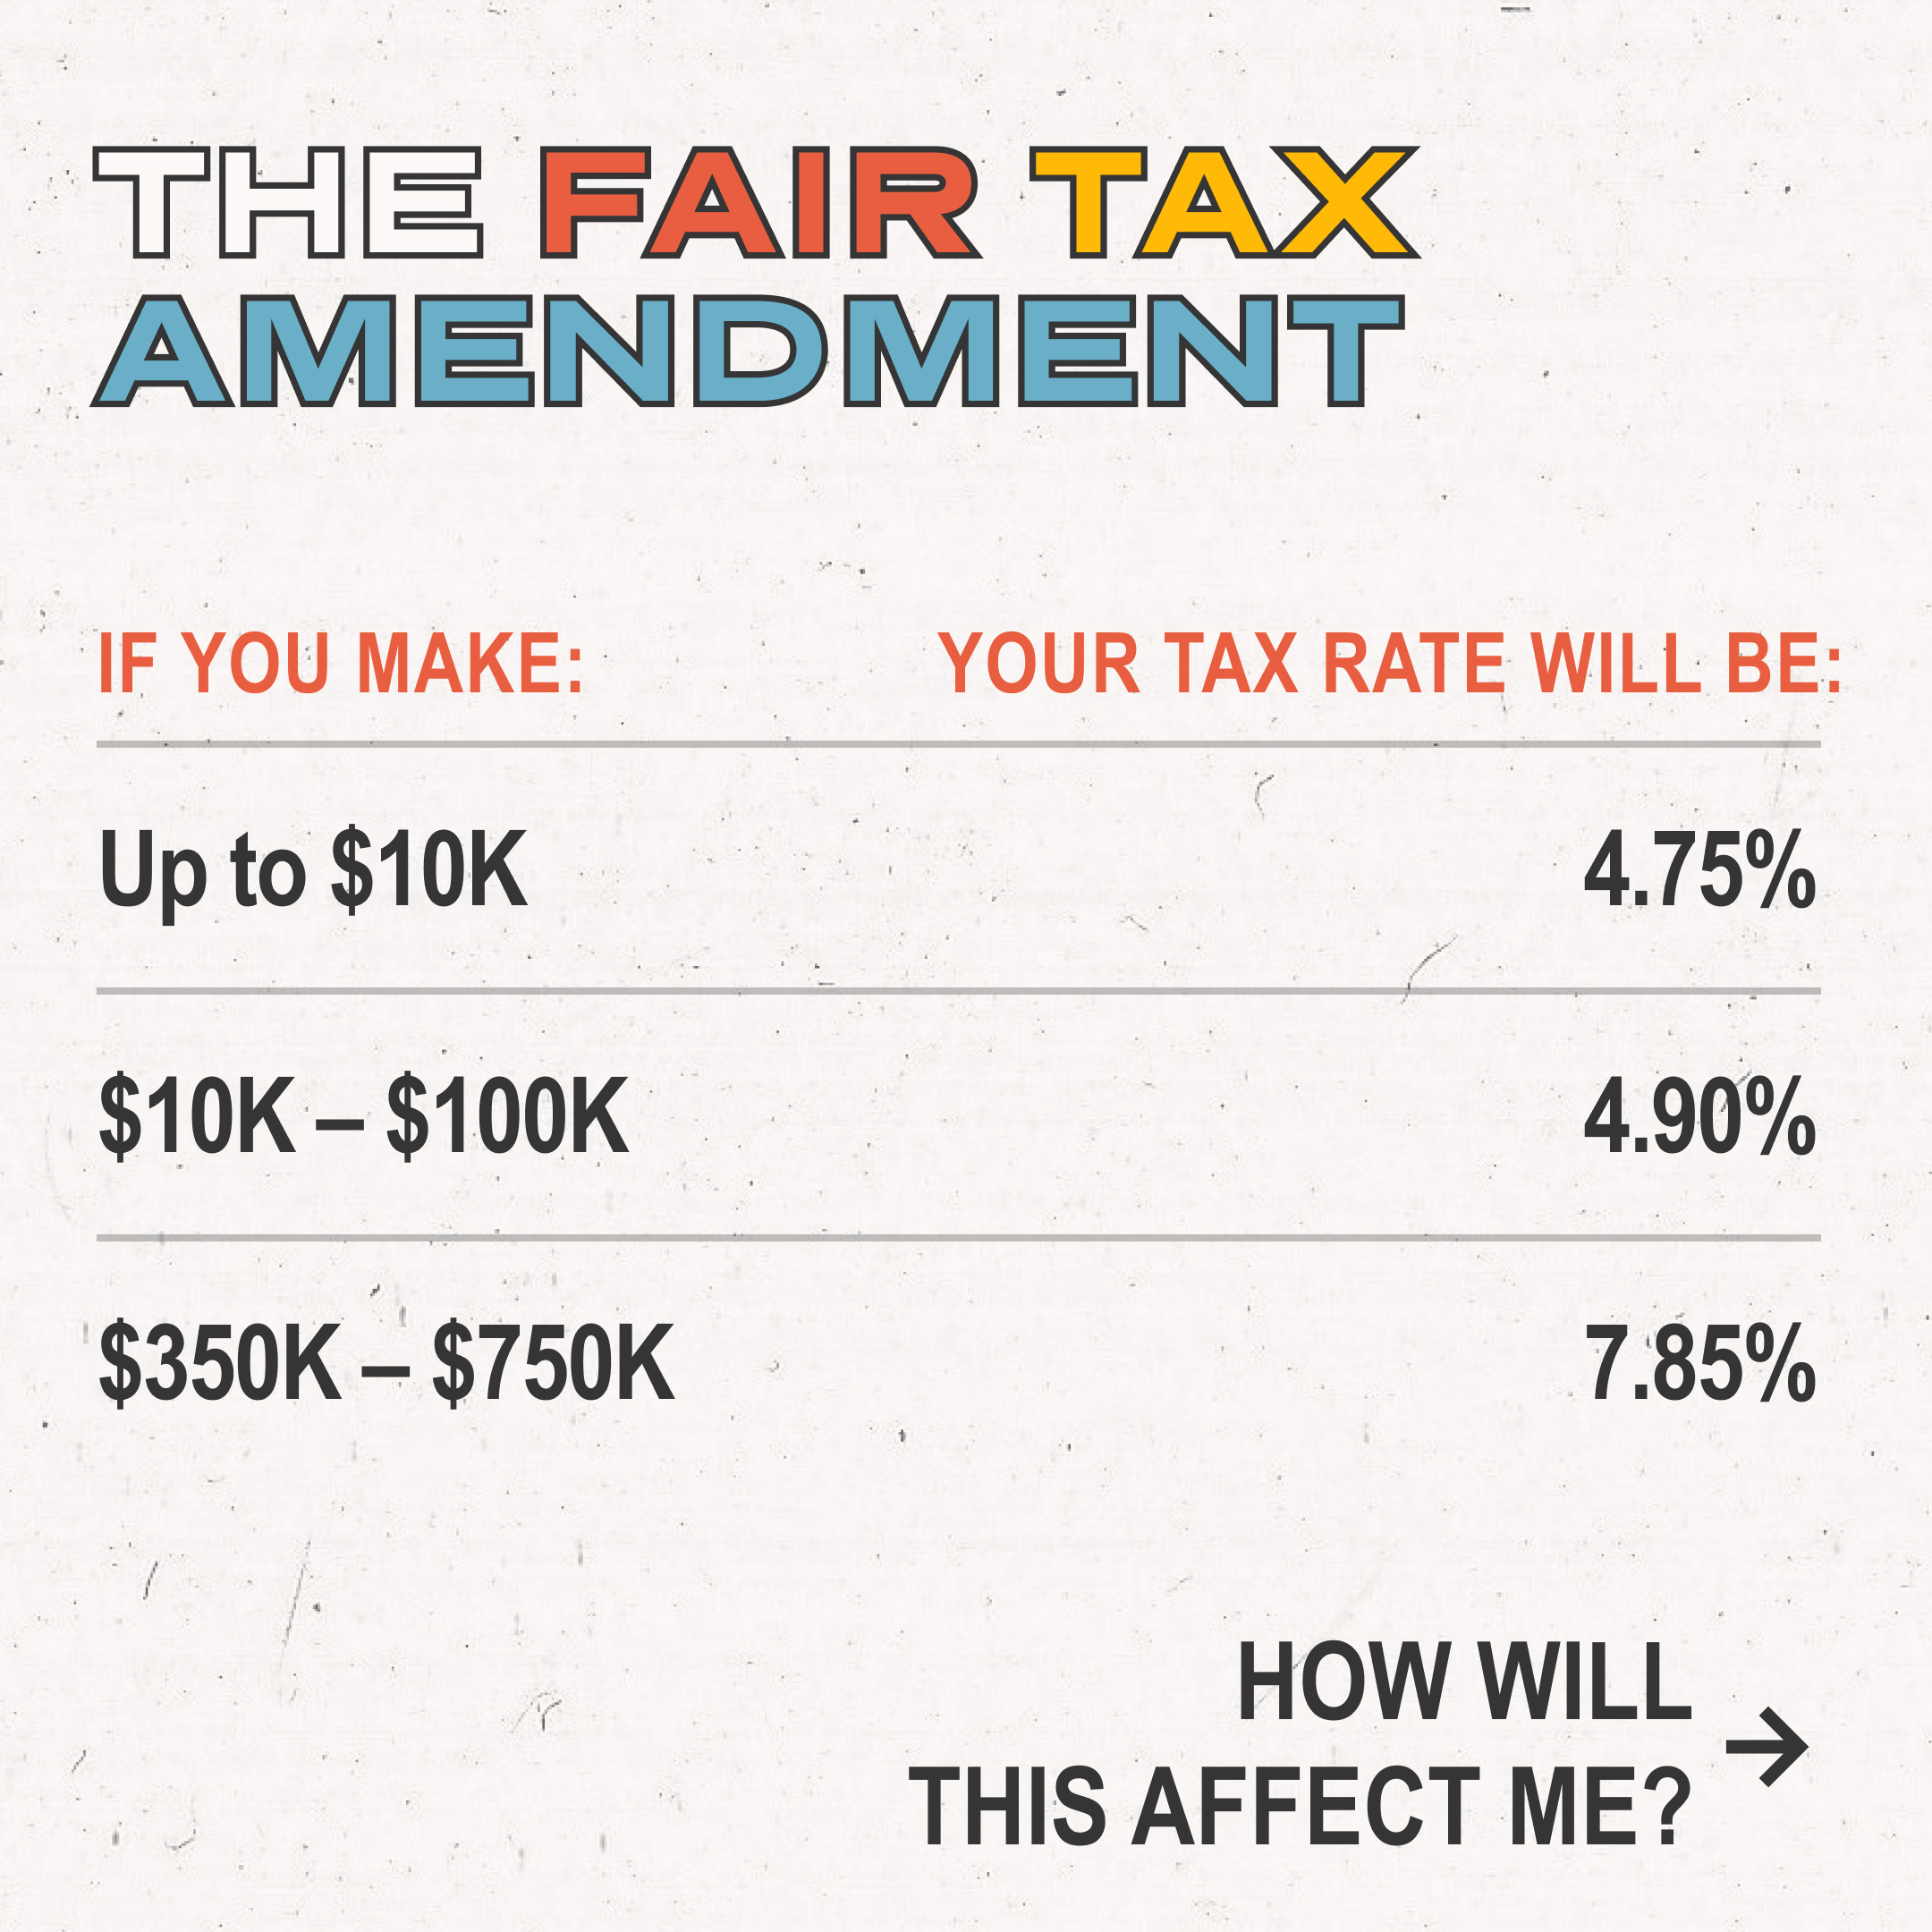 THE FAIR TAX
AMENDMENT
IF YOU MAKE: YOUR TAX RATE WILL BE:
Up to $10K 4.75%
$10K – $100K 4.90%
$350K – $750K 7.85%
HOW WILL
THIS AFFECT ME?